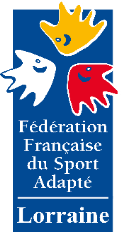 Fédération
Française
du Sport
Adapté
Lorraine